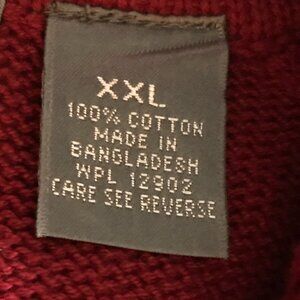 XXL
100% COTTON
MADE IN
BANGLADESH
WPL 12902
CARE SEE REVERSE